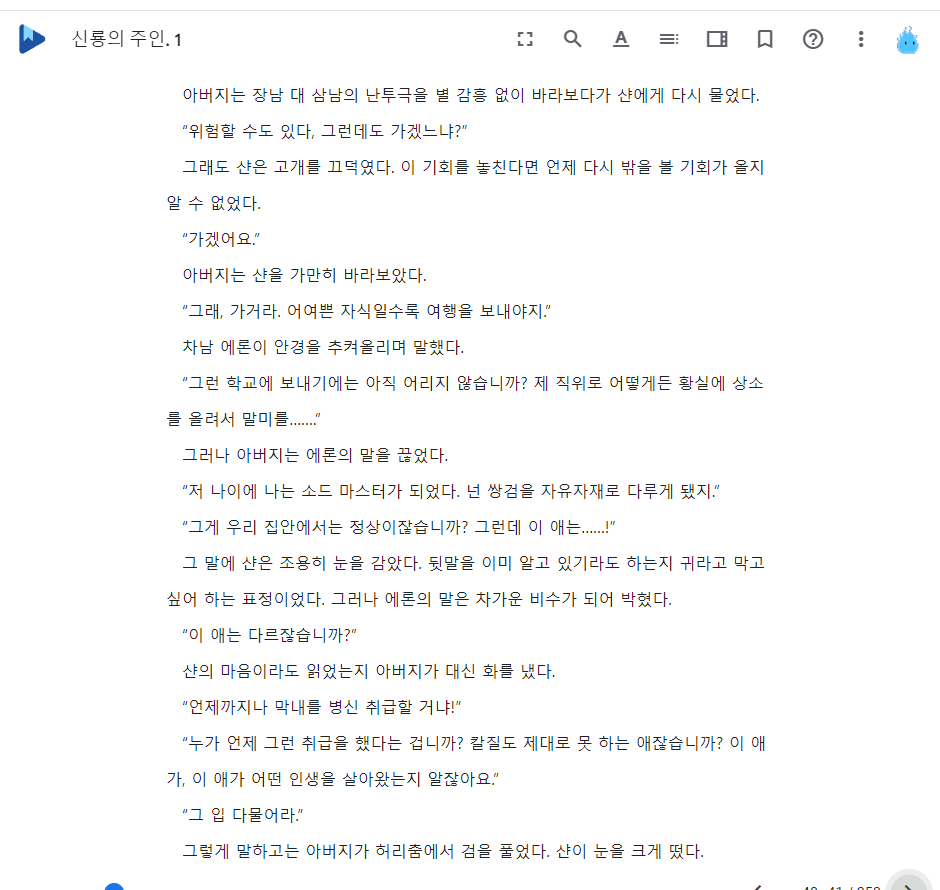 신룡의 주인. 1
아버지는 장남 대 삼남의 난투극을 별 감흥 없이 바라보다가 샨에게 다시 물었다.
“위험할 수도 있다, 그런데도 가겠느냐?”
그래도 샨은 고개를 끄덕였다. 이 기회를 놓친다면 언제 다시 밖을 볼 기회가 올지
알 수 없었다.
“가겠어요.”
아버지는 샨을 가만히 바라보았다.
“그래, 가거라. 어여쁜 자식일수록 여행을 보내야지.”
차남 에론이 안경을 추켜올리며 말했다.
“그런 학교에 보내기에는 아직 어리지 않습니까? 제 직위로 어떻게든 황실에 상소
를 올려서 말미를.......”
그러나 아버지는 에론의 말을 끊었다.
“저 나이에 나는 소드 마스터가 되었다. 넌 쌍검을 자유자재로 다루게 됐지.”
“그게 우리 집안에서는 정상이잖습니까? 그런데 이 애는......!”
그 말에 샨은 조용히 눈을 감았다. 뒷말을 이미 알고 있기라도 하는지 귀라고 막고
싶어 하는 표정이었다. 그러나 에론의 말은 차가운 비수가 되어 박혔다.
“이 애는 다르잖습니까?”
샨의 마음이라도 읽었는지 아버지가 대신 화를 냈다.
“언제까지나 막내를 병신 취급할 거냐!”
“누가 언제 그런 취급을 했다는 겁니까? 칼질도 제대로 못 하는 애잖습니까? 이 애
가, 이 애가 어떤 인생을 살아왔는지 알잖아요.”
“그 입 다물어라.”
그렇게 말하고는 아버지가 허리춤에서 검을 풀었다. 샨이 눈을 크게 떴다.